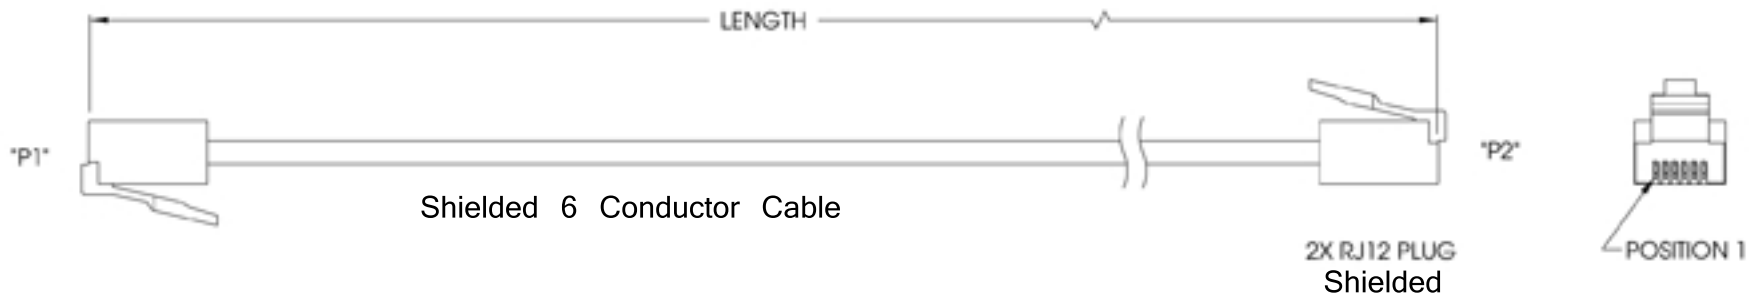 LENGTH
"P1"
"P2"
Shielded 6 Conductor Cable
2X RJ12 PLUG
Shielded
POSITION 1